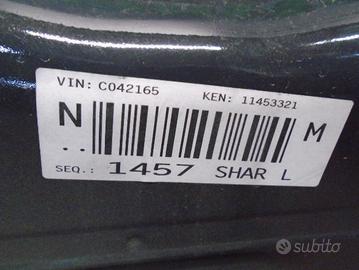 VIN: C042165 KEN: 11453321
N M
..
SEQ.: 1457 SHAR L
subito